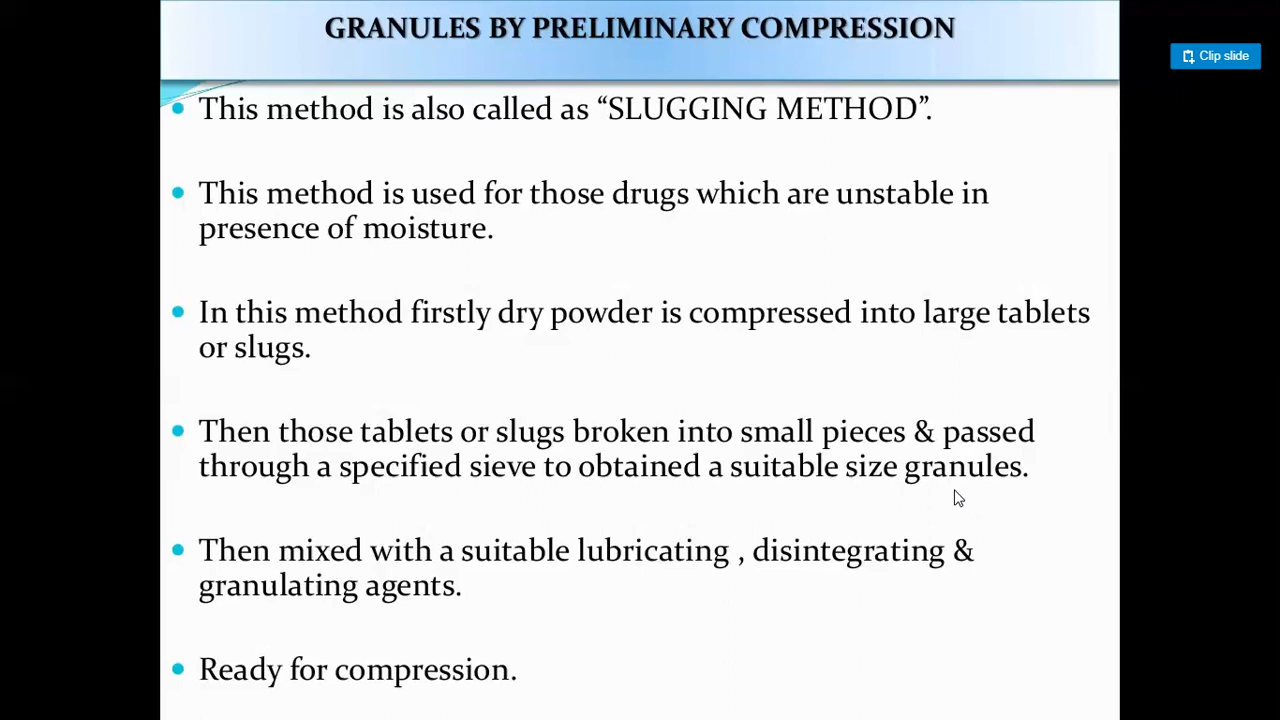 GRANULES BY PRELIMINARY COMPRESSION
Clip slide
• This method is also called as “SLUGGING METHOD”.
• This method is used for those drugs which are unstable in
presence of moisture.
• In this method firstly dry powder is compressed into large tablets
or slugs.
• Then those tablets or slugs broken into small pieces & passed
through a specified sieve to obtained a suitable size granules.
• Then mixed with a suitable lubricating , disintegrating &
granulating agents.
• Ready for compression.